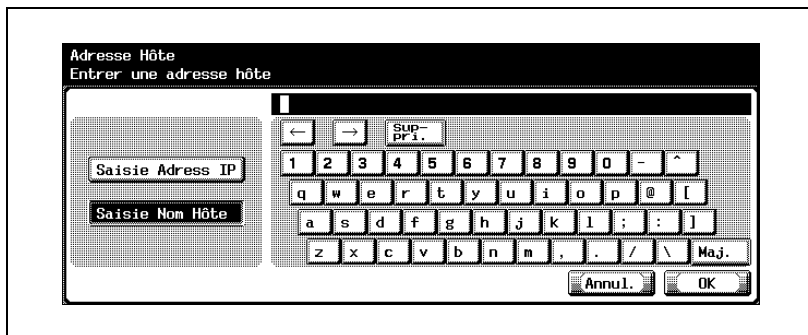 Adresse Hôte
Entrer une adresse hôte
← → Sup-
pri.
Saisie Adress IP
Saisie Nom Hôte
1 2 3 4 5 6 7 8 9 0 - ^
q w e r t y u i o p @ [
a s d f g h j k l ; : ]
z x c v b n m , . / \ Maj.
Annul. OK